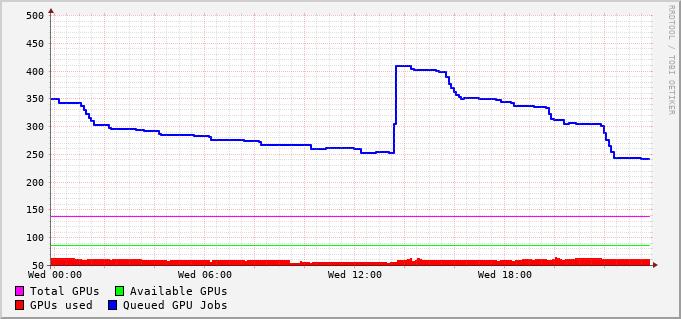 500
450
400
350
300
250
200
150
100
50
Wed 00:00 Wed 06:00 Wed 12:00 Wed 18:00
Total GPUs Available GPUs
GPUs used Queued GPU Jobs
RRDTOOL / TOBI OETIKER